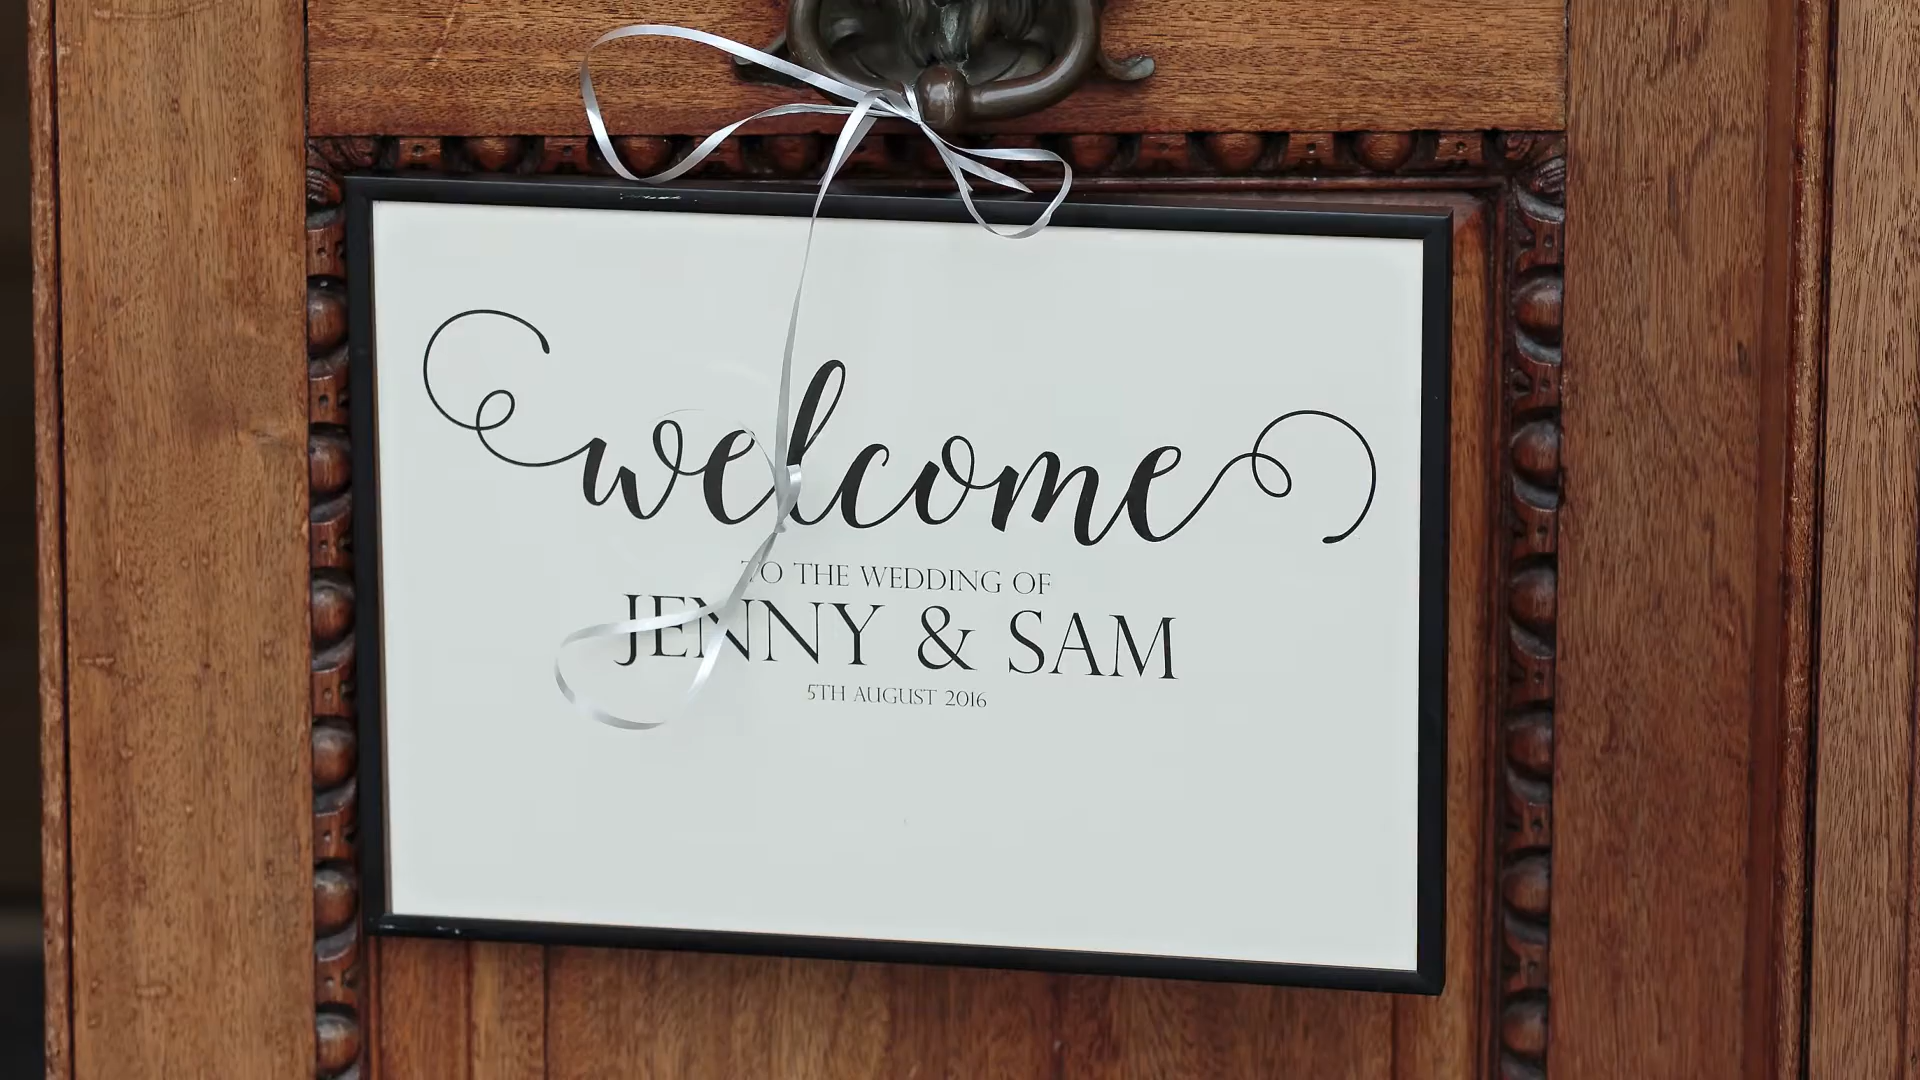 welcome
TO THE WEDDING OF
JENNY & SAM
5TH AUGUST 2016